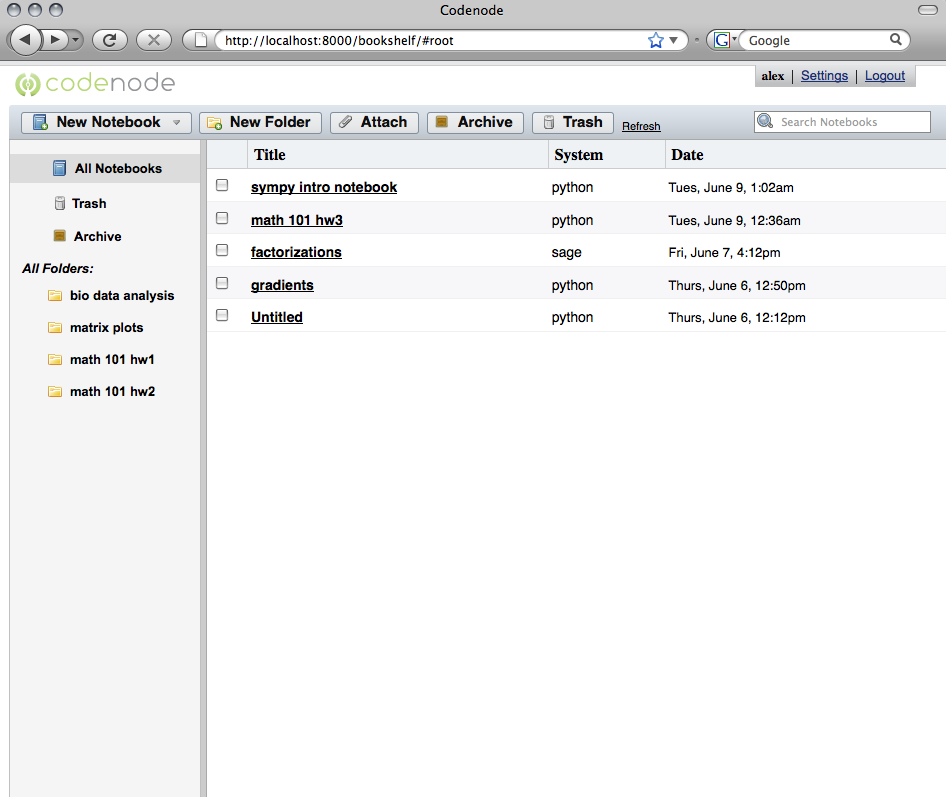 Codenode
http://localhost:8000/bookshelf/#root
G Google
codenode
alex | Settings | Logout
New Notebook New Folder Attach Archive Trash Refresh Search Notebooks
All Notebooks
Trash
Archive
All Folders:
bio data analysis
matrix plots
math 101 hw1
math 101 hw2
Title System Date
sympy intro notebook python Tues, June 9, 1:02am
math 101 hw3 python Tues, June 9, 12:36am
factorizations sage Fri, June 7, 4:12pm
gradients python Thurs, June 6, 12:50pm
Untitled python Thurs, June 6, 12:12pm